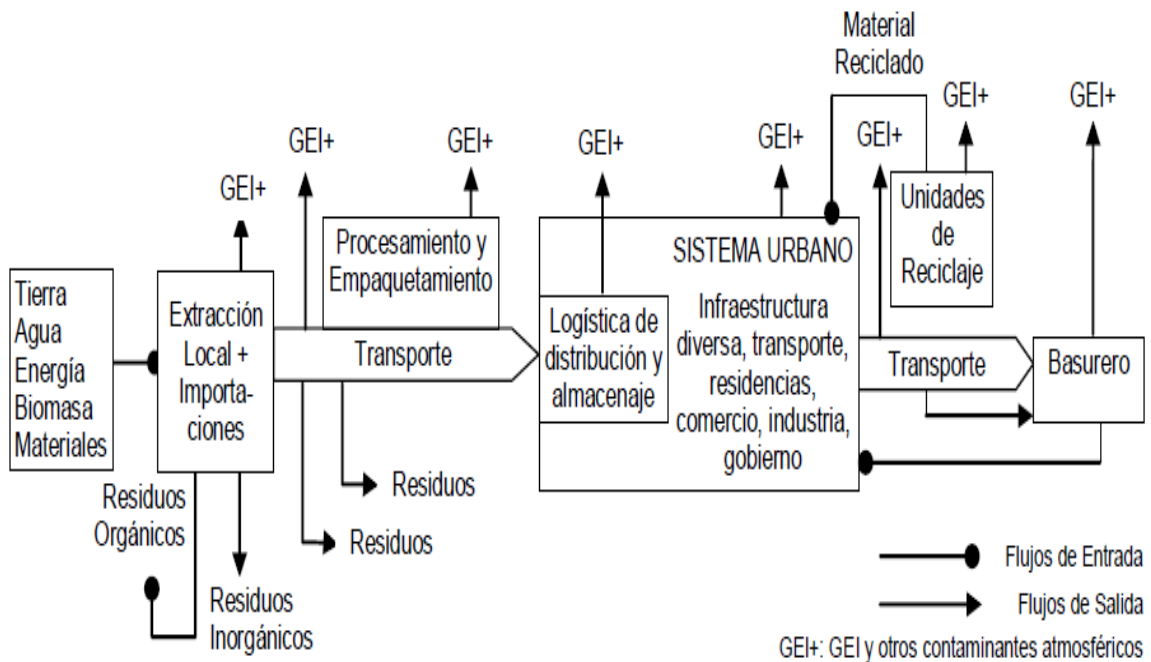 Material
Reciclado
GEI+
GEI+
GEI+
GEI+
GEI+
GEI+
GEI+
GEI+
Tierra
Agua
Energía
Biomasa
Materiales
Extracción
Local +
Importa-
ciones
Procesamiento y
Empaquetamiento
Transporte
SISTEMA URBANO
Logística de
distribución y
almacenaje
Infraestructura
diversa, transporte,
residencias,
comercio, industria,
gobierno
Unidades
de
Reciclaje
Transporte
Basurero
Residuos
Orgánicos
Residuos
Inorgánicos
Residuos
Residuos
Flujos de Entrada
Flujos de Salida
GEI+: GEI y otros contaminantes atmosféricos